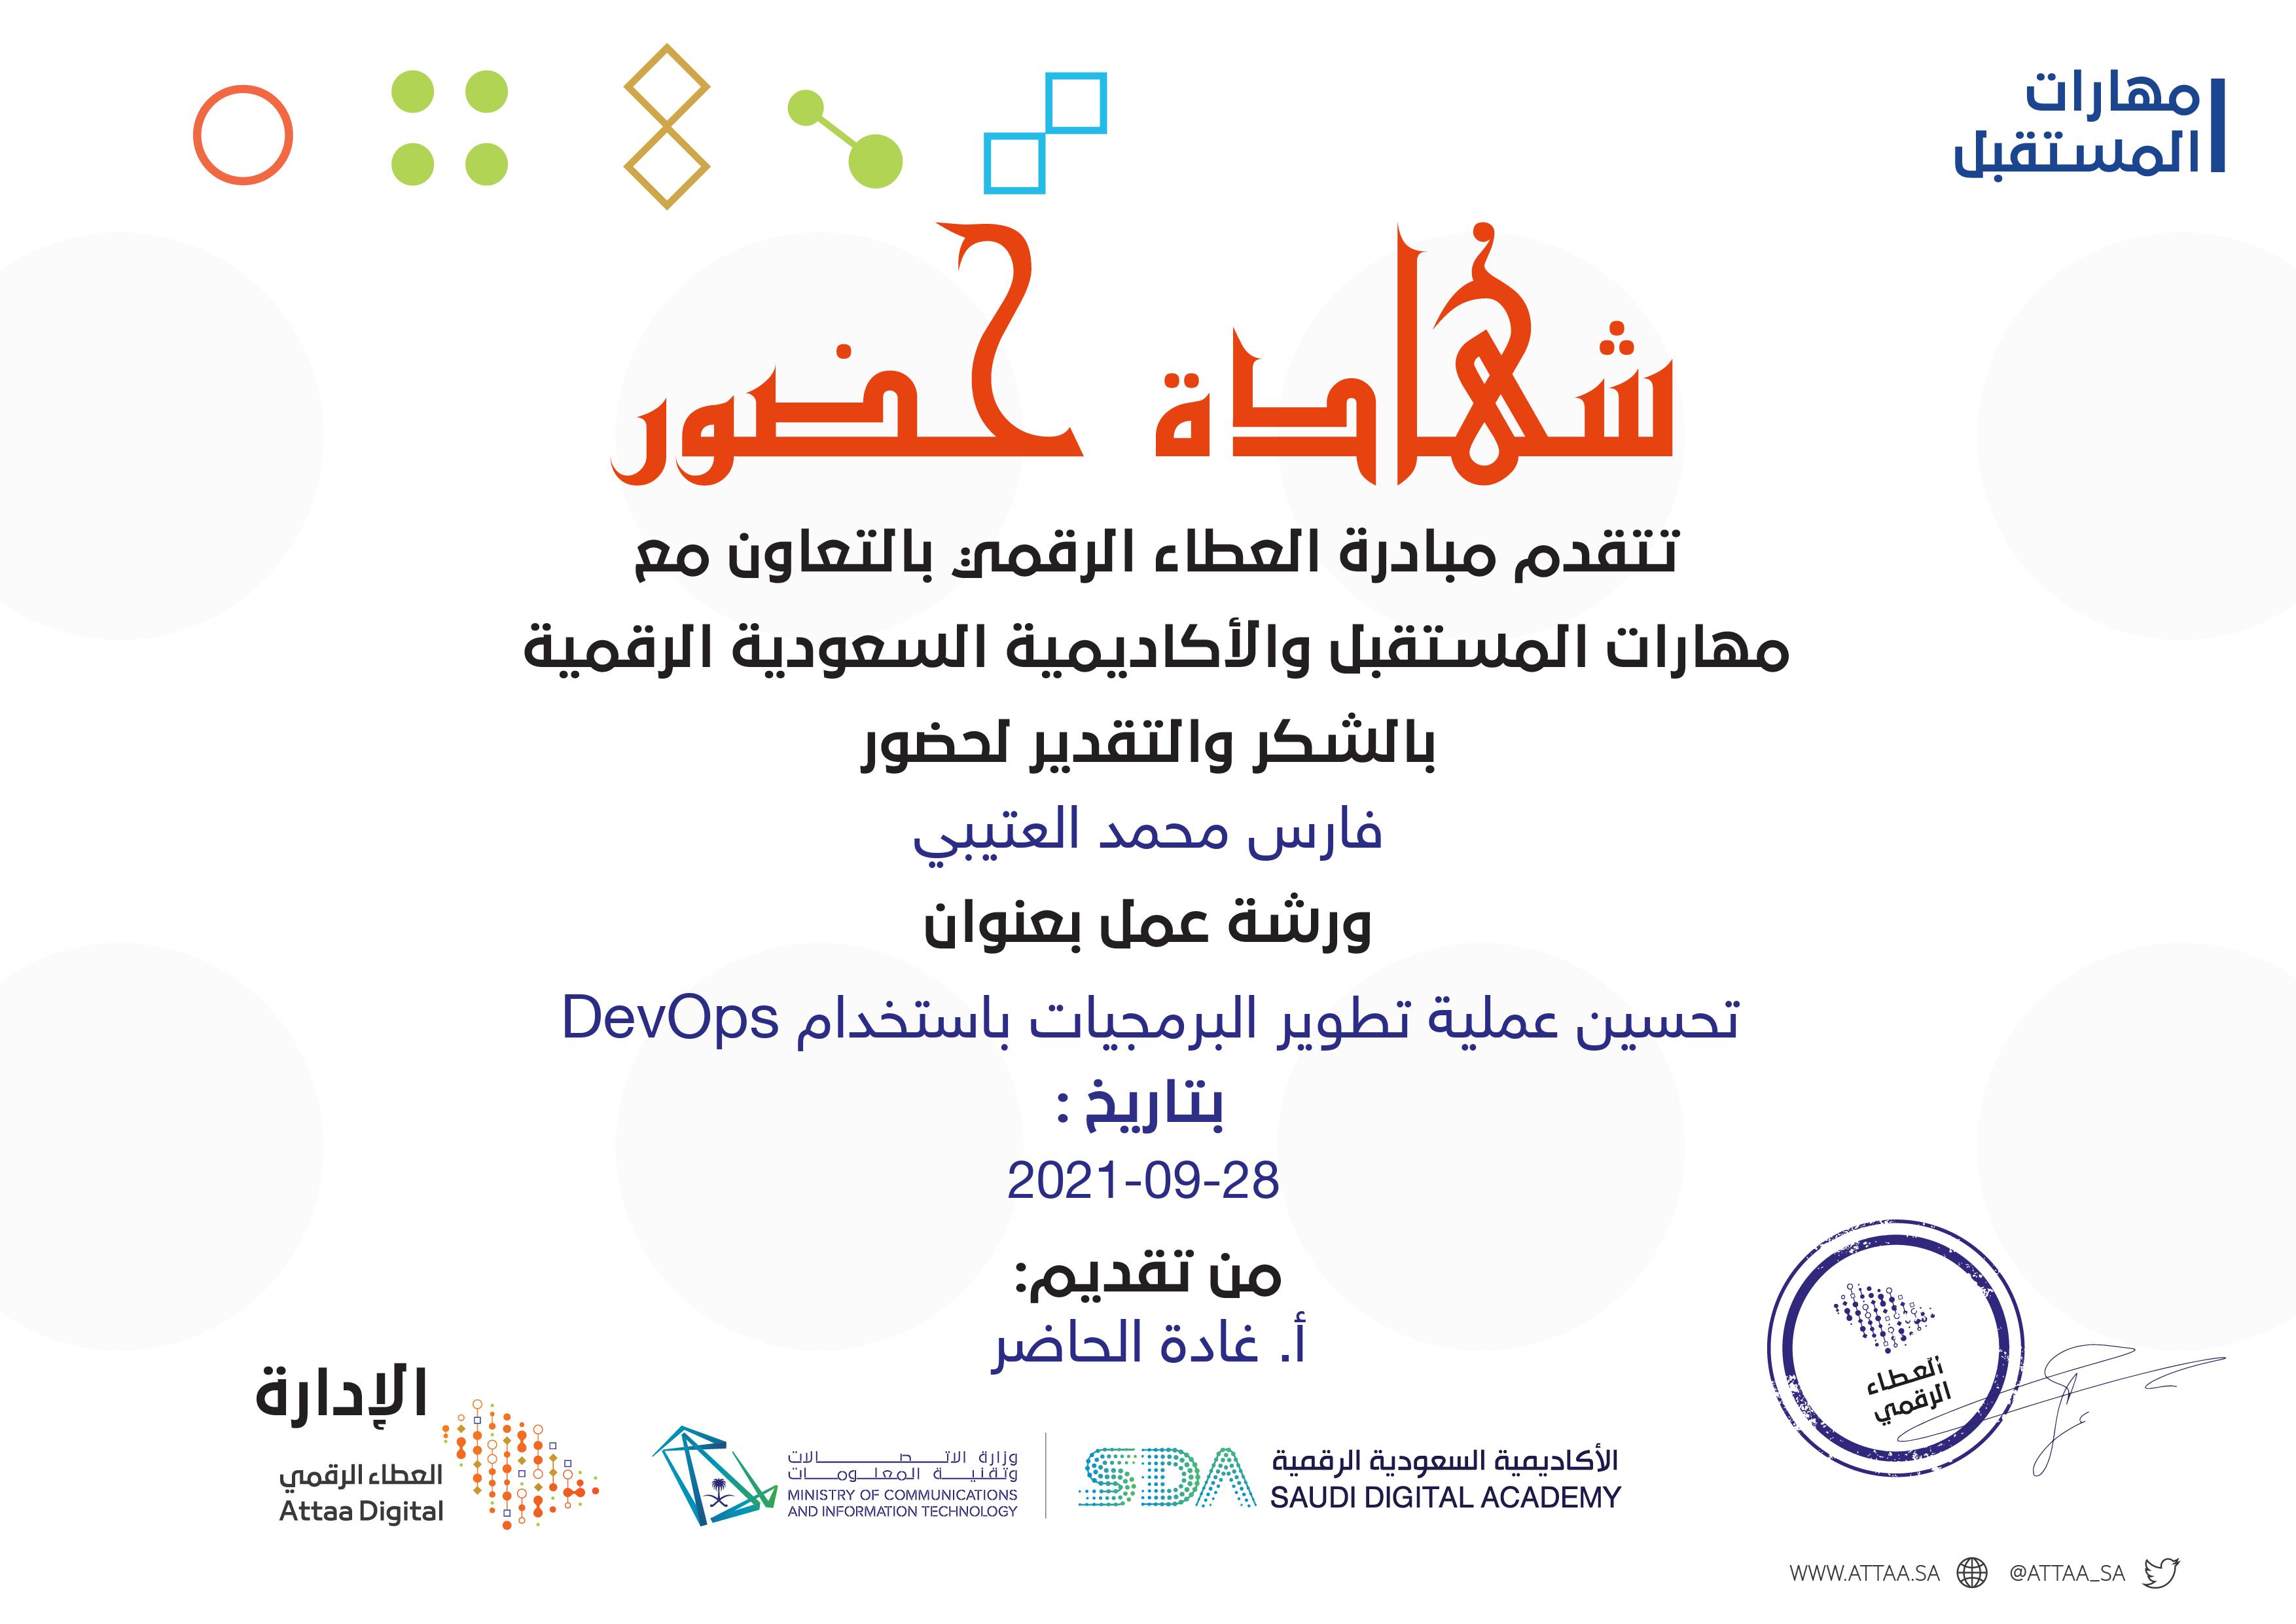 مهارات
المستقبل
شهادة حضور
تتقدم مبادرة العطاء الرقمي بالتعاون مع
مهارات المستقبل والأكاديمية السعودية الرقمية
بالشكر والتقدير لحضور
فارس محمد العتيبي
ورشة عمل بعنوان
تحسين عملية تطوير البرمجيات باستخدام DevOps
بتاريخ :
2021-09-28
من تقديم:
أ. غادة الحاضر
العطاء
الرقمي
الإدارة
العطاء الرقمي
Attaa Digital
وزارة الاتصالات
وتقنية المعلومات
MINISTRY OF COMMUNICATIONS
AND INFORMATION TECHNOLOGY
SDA
الأكاديمية السعودية الرقمية
SAUDI DIGITAL ACADEMY
WWW.ATTAA.SA @ATTAA_SA